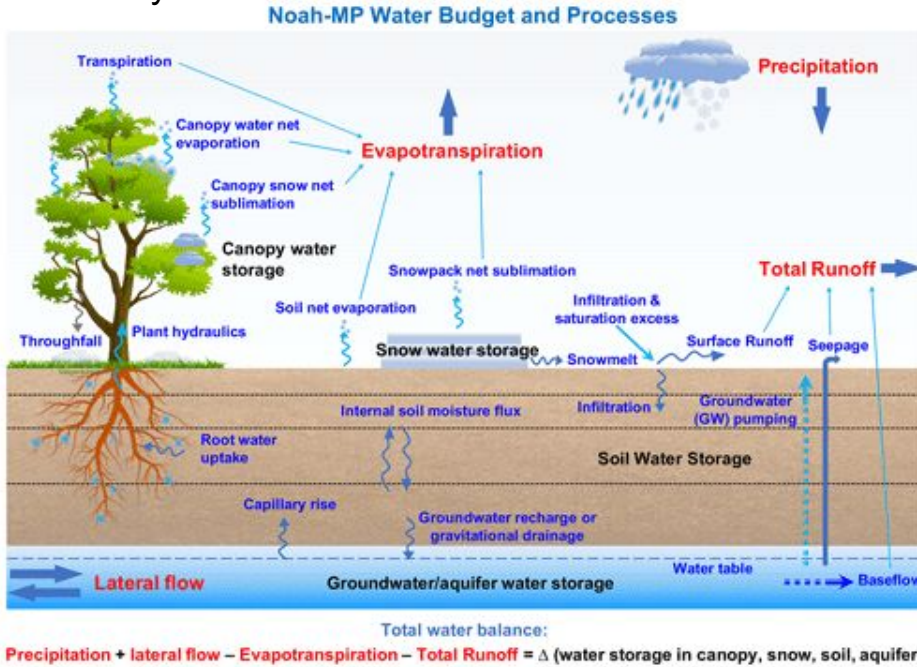 Noah-MP Water Budget and Processes
Transpiration
Precipitation
Canopy water net
evaporation
Evapotranspiration
Canopy snow net
sublimation
Canopy water
storage
Snowpack net sublimation
Total Runoff
Soil net evaporation
Infiltration &
saturation excess
Throughfall
Plant hydraulics
Surface Runoff
Seepage
Snow water storage
Snowmelt
Internal soil moisture flux
Infiltration
Groundwater
(GW) pumping
Root water
uptake
Soil Water Storage
Capillary rise
Groundwater recharge or
gravitational drainage
Water table
Lateral flow
Groundwater/aquifer water storage
Baseflow
Total water balance:
Precipitation + lateral flow – Evapotranspiration – Total Runoff = Δ (water storage in canopy, snow, soil, aquifer